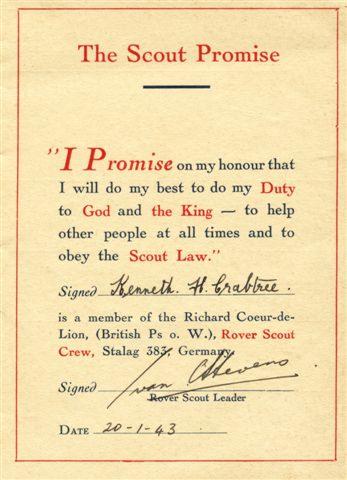 The Scout Promise
"I Promise on my honour that
I will do my best to do my Duty
to God and the King — to help
other people at all times and to
obey the Scout Law."
Signed Kenneth. H. Crabtree.
is a member of the Richard Coeur-de-
Lion, (British Ps o. W.), Rover Scout
Crew, Stalag 383, Germany.
Signed Ivan Stevens
Rover Scout Leader
Date 20-1-43.